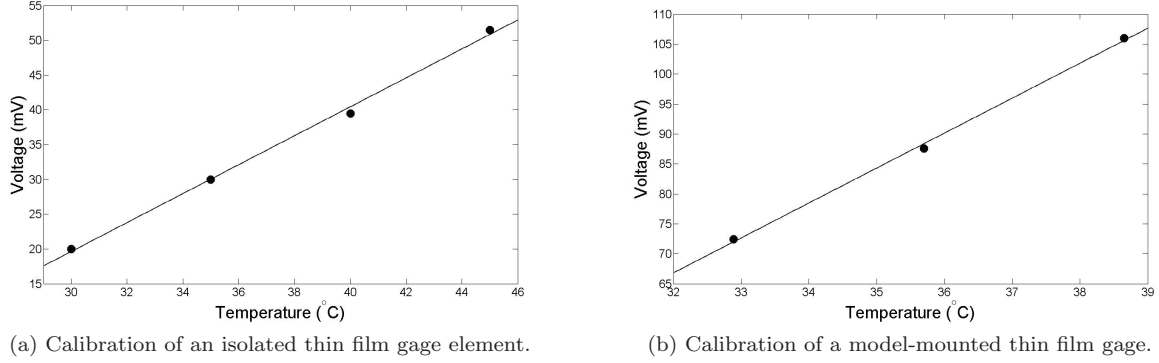 55
50
45
40
35
30
25
20
15
Voltage (mV)
30 32 34 36 38 40 42 44 46
Temperature (°C)
(a) Calibration of an isolated thin film gage element.
110
105
100
95
90
85
80
75
70
65
Voltage (mV)
32 33 34 35 36 37 38 39
Temperature (°C)
(b) Calibration of a model-mounted thin film gage.